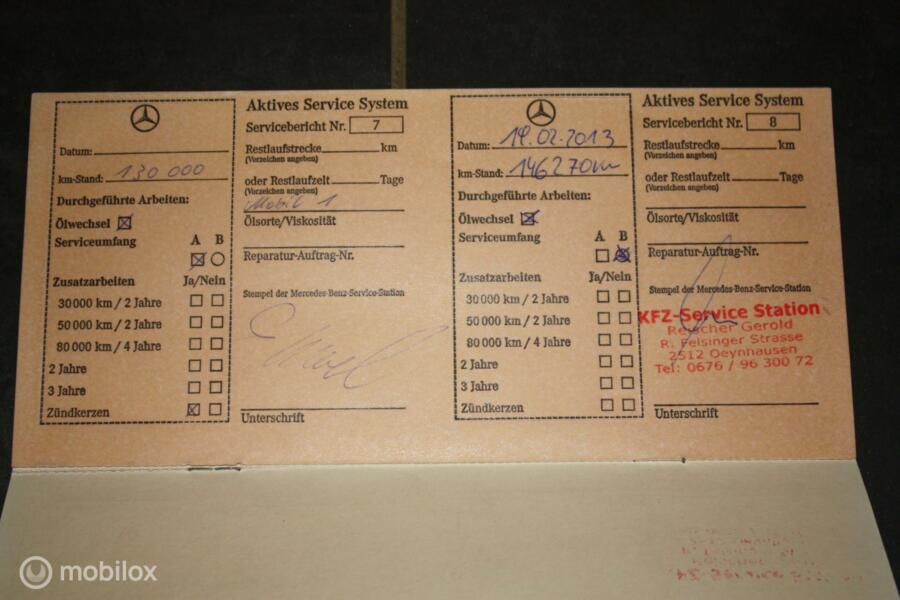 Aktives Service System
Servicebericht Nr. 7
Datum:
Restlaufstrecke km
(Vorzeichen angeben)
km-Stand: 130 000
oder Restlaufzeit Tage
(Vorzeichen angeben)
Durchgeführte Arbeiten:
Mobil 1
Ölwechsel
Ölsorte/Viskosität
Serviceumfang A B
Reparatur-Auftrag-Nr.
Zusatzarbeiten Ja/Nein
Stempel der Mercedes-Benz-Service-Station
30 000 km / 2 Jahre
50 000 km / 2 Jahre
80 000 km / 4 Jahre
2 Jahre
3 Jahre
Zündkerzen
Unterschrift
Aktives Service System
Servicebericht Nr. 8
Datum: 19.02.2013
Restlaufstrecke km
(Vorzeichen angeben)
km-Stand: 146270
oder Restlaufzeit Tage
(Vorzeichen angeben)
Durchgeführte Arbeiten:
Ölwechsel
Ölsorte/Viskosität
Serviceumfang A B
Reparatur-Auftrag-Nr.
Zusatzarbeiten Ja/Nein
Stempel der Mercedes-Benz-Service-Station
30 000 km / 2 Jahre
50 000 km / 2 Jahre
80 000 km / 4 Jahre
2 Jahre
3 Jahre
Zündkerzen
KFZ-Service Station
Gerold
R. Felsinger Strasse
2512 Oeynhausen
Tel: 0676 / 96 300 72
Unterschrift
mobilox